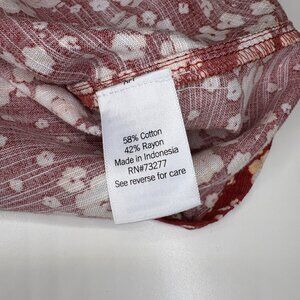 58% Cotton
42% Rayon
Made in Indonesia
RN#73277
See reverse for care